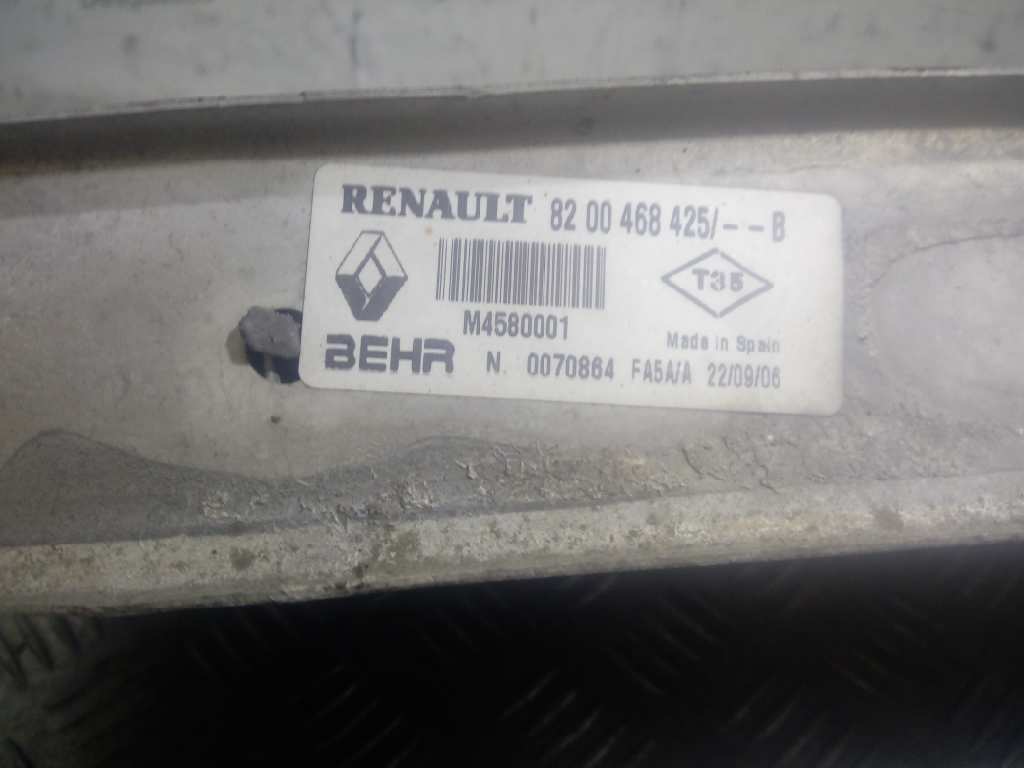 RENAULT 82 00 468 425/--B
T35
M4580001
Made in Spain
BEHR N. 0070864 FA5A/A 22/09/06